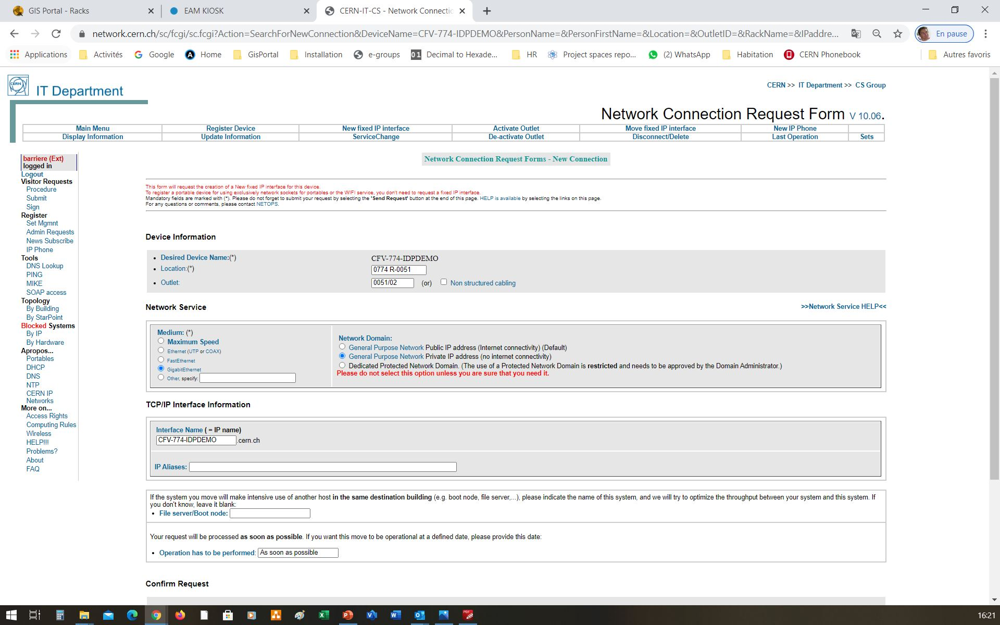 GIS Portal - Racks
EAM KIOSK
CERN-IT-CS - Network Connectic
network.cern.ch/sc/fcgi/sc.fcgi?Action=SearchForNewConnection&DeviceName=CFV-774-IDPDEMO&PersonName=&PersonFirstName=&Location=&OutletID=&RackName=&IPaddre...
En pause
Applications Activités Google Home GisPortal Installation e-groups Decimal to Hexade... HR Project spaces repo... (2) WhatsApp Habitation CERN Phonebook Autres favoris
CERN IT Department
CERN >> IT Department >> CS Group
Network Connection Request Form V 10.06.
Main Menu Register Device New fixed IP interface Activate Outlet Move fixed IP interface New IP Phone
Display Information Update Information ServiceChange De-activate Outlet Disconnect/Delete Last Operation Sets
barriere (Ext)
logged in
Logout
Visitor Requests
Procedure
Submit
Sign
Register
Set Mgmnt
Admin Requests
News Subscribe
IP Phone
Tools
DNS Lookup
PING
MIKE
SOAP access
Topology
By Building
By StarPoint
Blocked Systems
By IP
By Hardware
Apropos...
Portables
DHCP
DNS
NTP
CERN IP
Networks
More on...
Access Rights
Computing Rules
Wireless
HELP!!!
Problems?
About
FAQ
Network Connection Request Forms - New Connection
This form will request the creation of a New fixed IP interface for this device.
To register a portable device for using exclusively network sockets for portables or the WIFI service, you don't need to request a fixed IP interface.
Mandatory fields are marked with (*). Please do not forget to submit your request by selecting the 'Send Request' button at the end of this page. HELP is available by selecting the links on this page.
For any questions or comments, please contact NETOPS.
Device Information
• Desired Device Name:(*) CFV-774-IDPDEMO
• Location:(*) 0774 R-0051
• Outlet: 0051/02 (or) Non structured cabling
Network Service
>>Network Service HELP<<
Medium: (*)
Maximum Speed
Ethernet (UTP or COAX)
FastEthernet
GigabitEthernet
Other, specify:
Network Domain:
General Purpose Network Public IP address (Internet connectivity) (Default)
General Purpose Network Private IP address (no internet connectivity)
Dedicated Protected Network Domain. (The use of a Protected Network Domain is restricted and needs to be approved by the Domain Administrator.)
Please do not select this option unless you are sure that you need it.
TCP/IP Interface Information
Interface Name ( = IP name)
CFV-774-IDPDEMO .cern.ch
IP Aliases:
If the system you move will make intensive use of another host in the same destination building (e.g. boot node, file server,...), please indicate the name of this system, and we will try to optimize the throughput between your system and this system. If
you don't know, leave it blank:
• File server/Boot node:
Your request will be processed as soon as possible. If you want this move to be operational at a defined date, please provide this date:
• Operation has to be performed: As soon as possible
Confirm Request
16:21